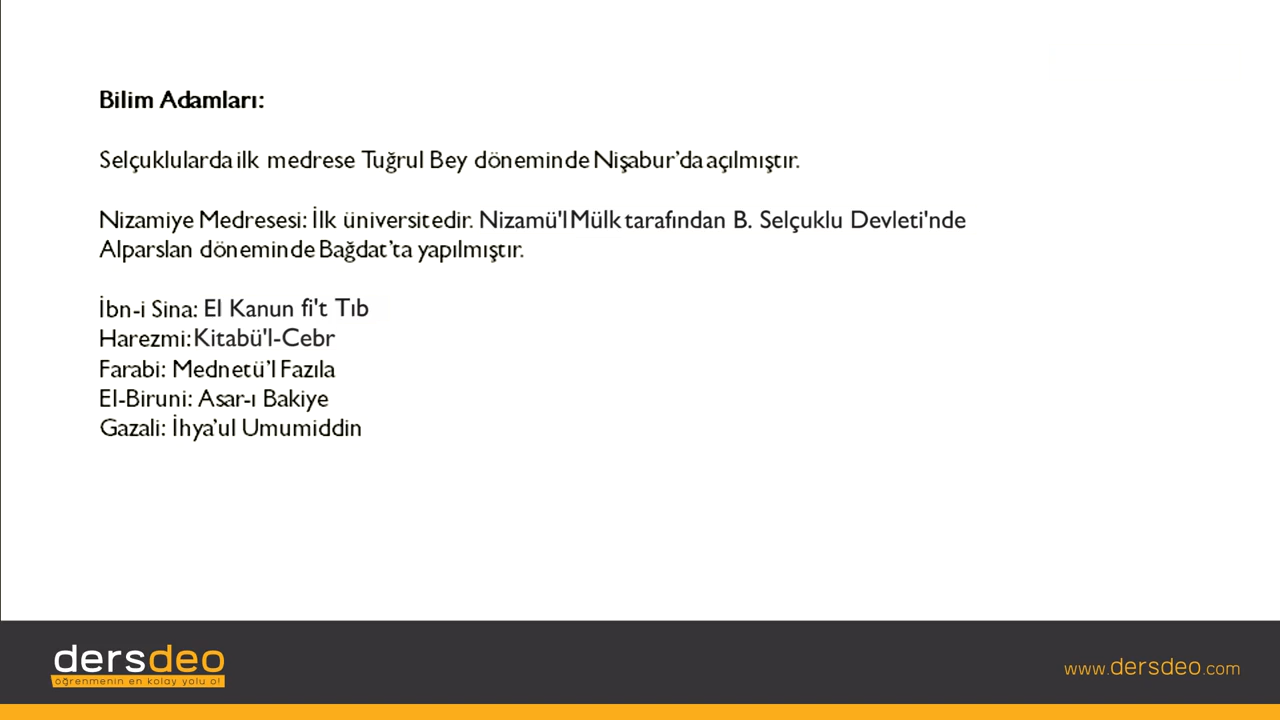 Bilim Adamları:
Selçuklularda ilk medrese Tuğrul Bey döneminde Nişabur’da açılmıştır.
Nizamiye Medresesi: İlk üniversitedir. Nizamü'l Mülk tarafından B. Selçuklu Devleti'nde
Alparslan döneminde Bağdat’ta yapılmıştır.
İbn-i Sina: El Kanun fi't Tıb
Harezmi: Kitabü'l-Cebr
Farabi: Mednetü’l Fazıla
El-Biruni: Asar-ı Bakiye
Gazali: İhya’ul Umumiddin
dersdeo
öğrenmenin en kolay yolu o!
www.dersdeo.com